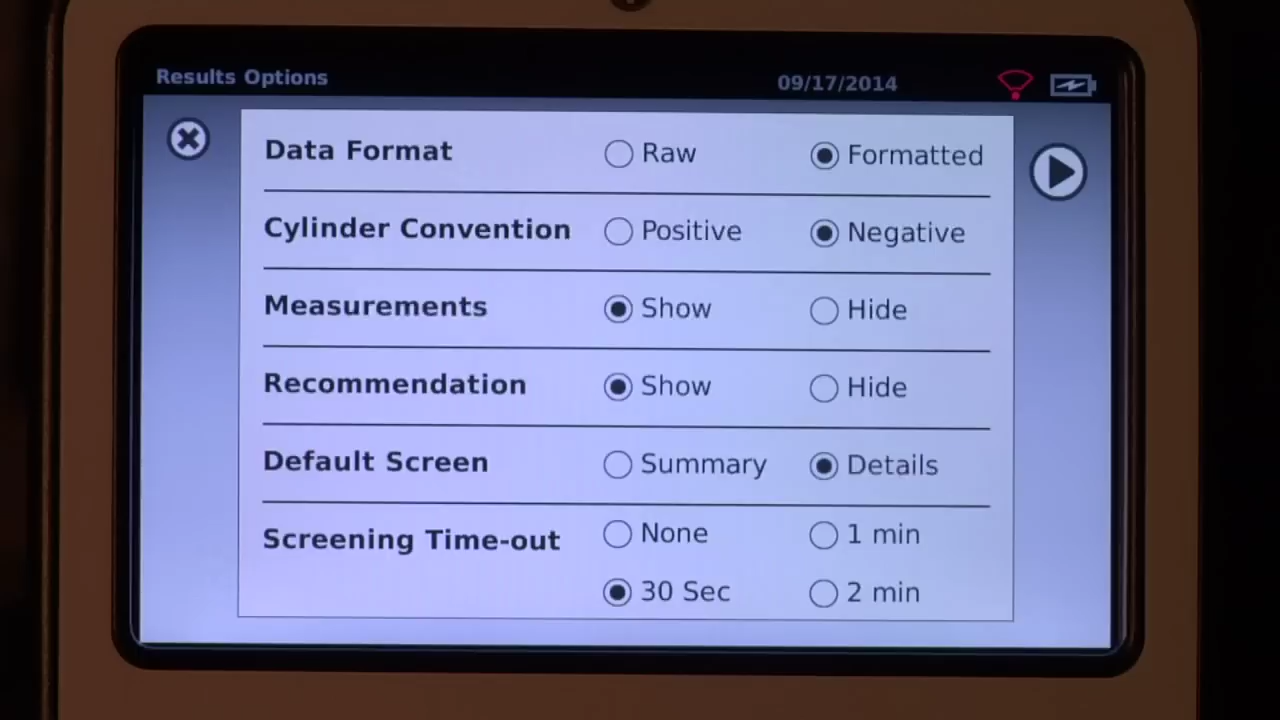 Results Options 09/17/2014
Data Format Raw Formatted
Cylinder Convention Positive Negative
Measurements Show Hide
Recommendation Show Hide
Default Screen Summary Details
Screening Time-out None 1 min
30 Sec 2 min